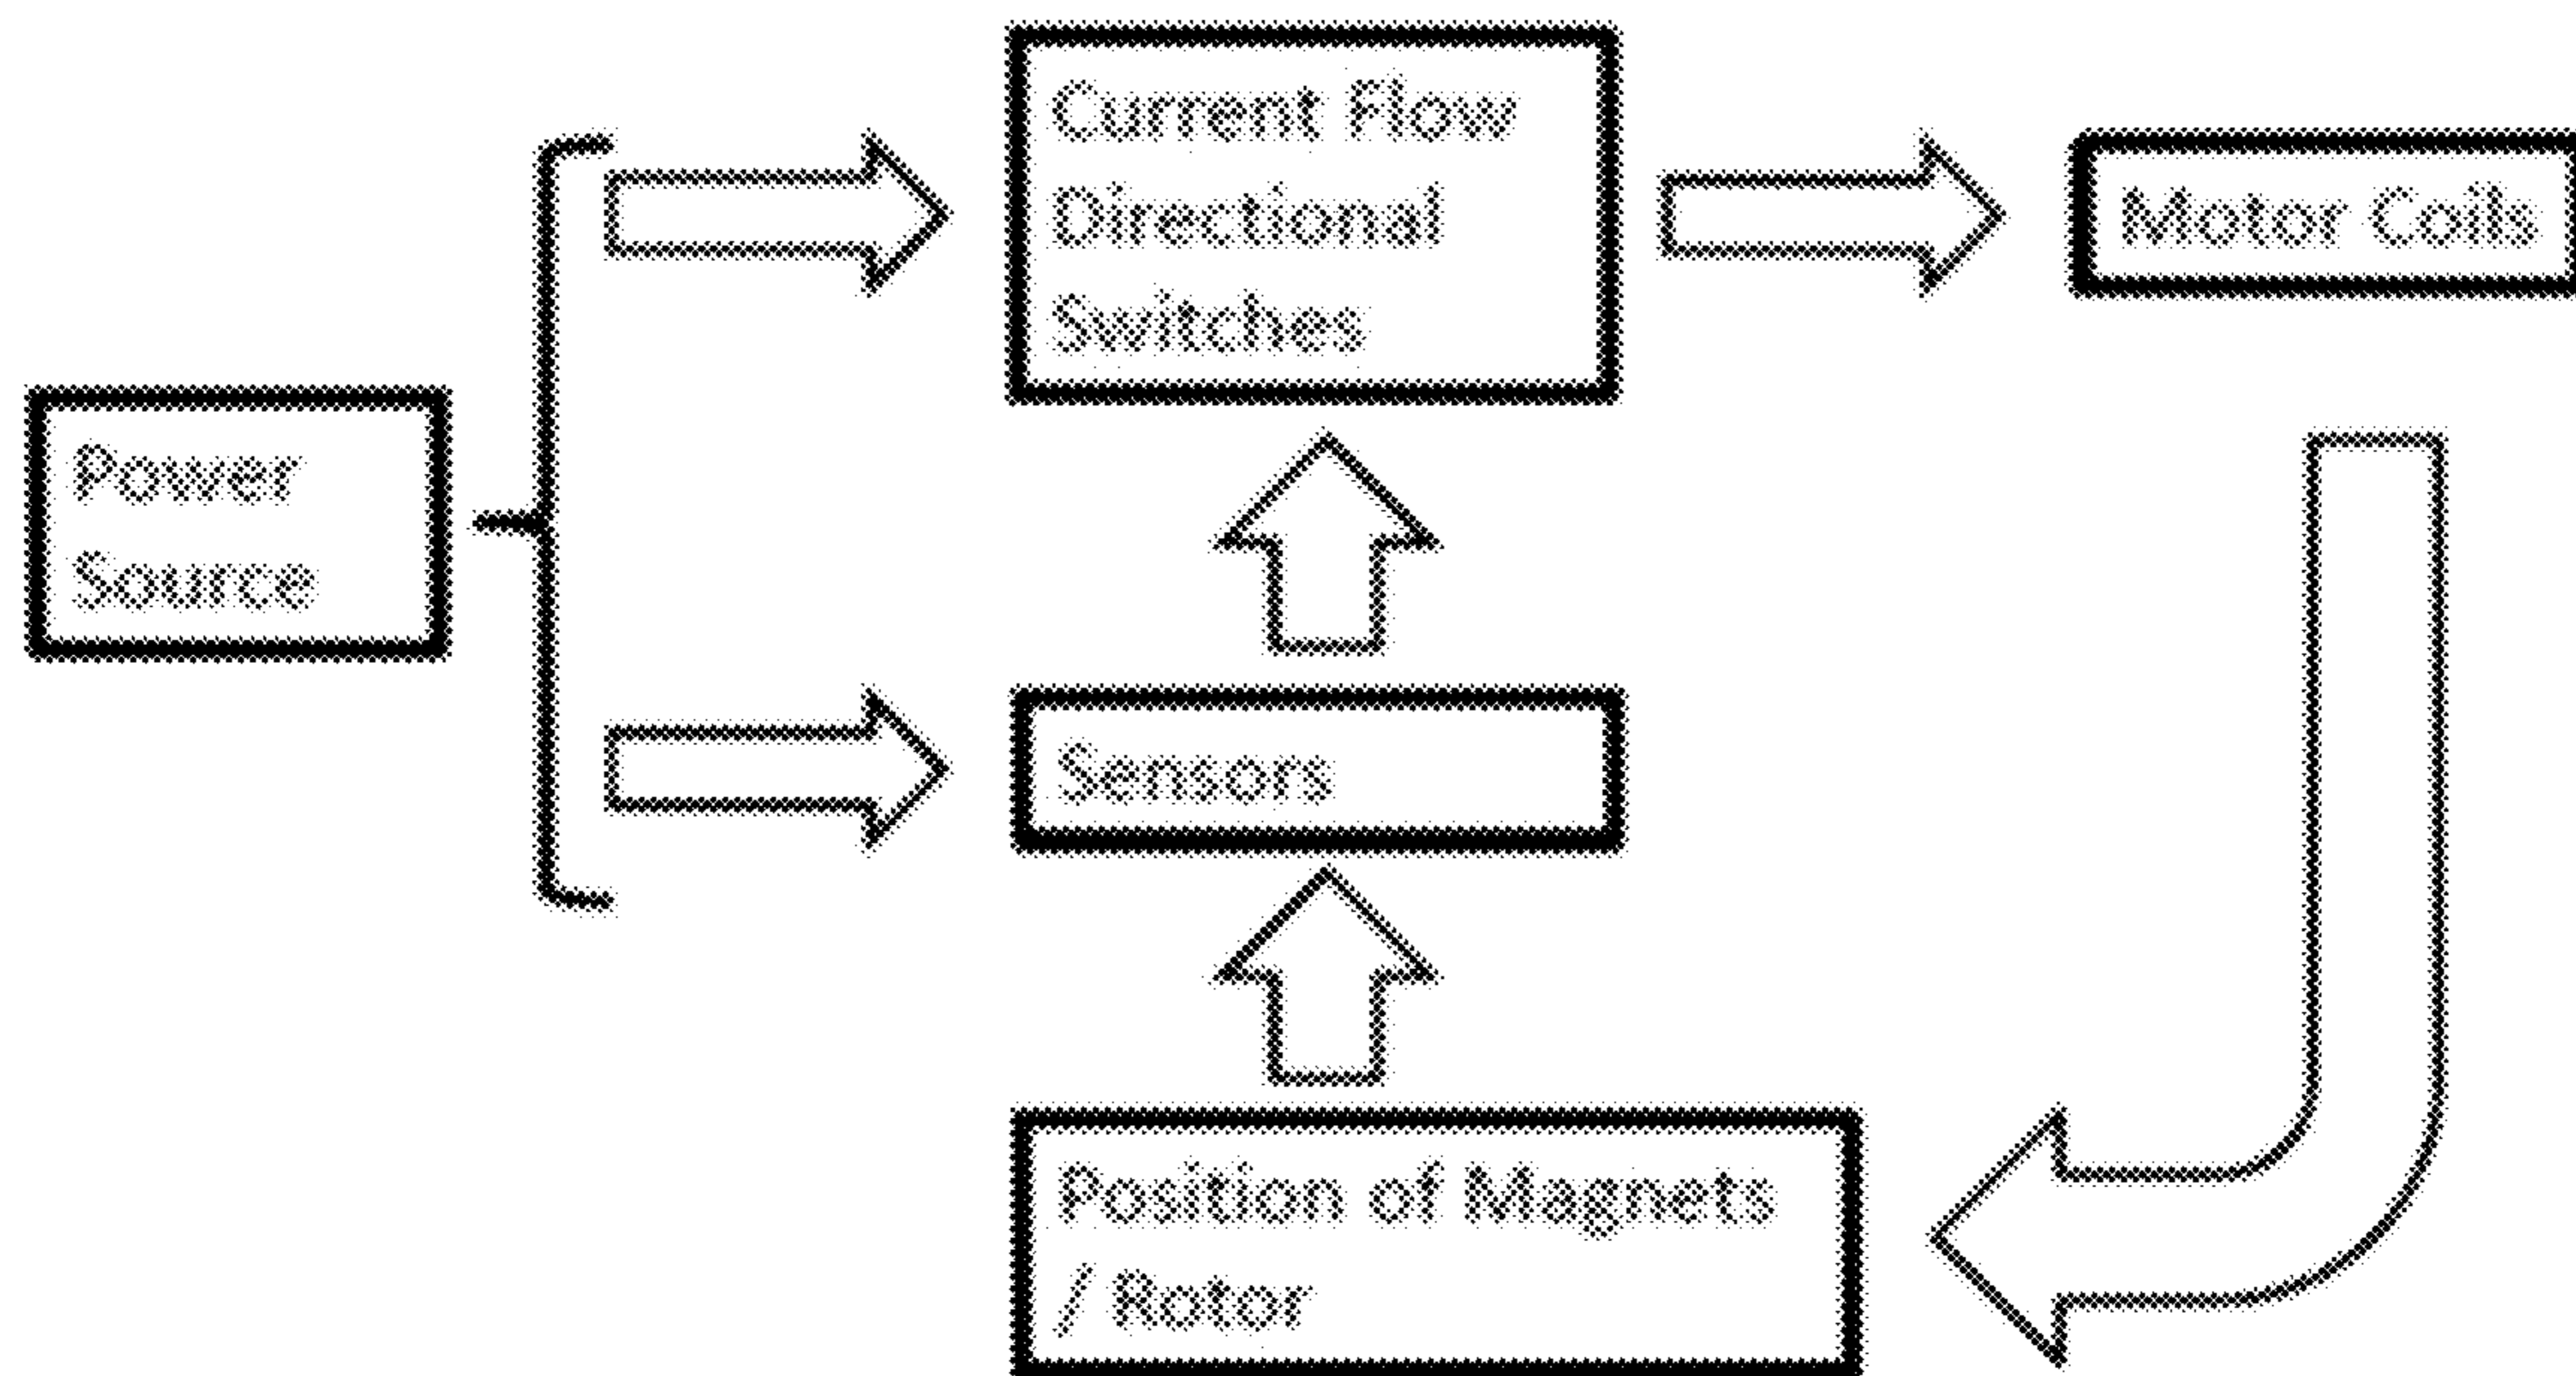 Current Flow
Directional
Switches
Motor Coils
Power
Source
Sensors
Position of Magnets
/ Rotor